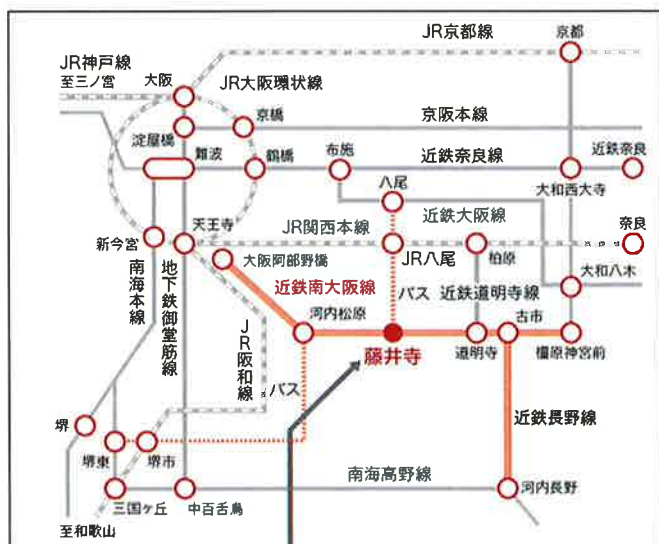 JR京都線
京都
JR神戸線
至三ノ宮
大阪
JR大阪環状線
京橋
京阪本線
淀屋橋
難波
鶴橋
布施
近鉄奈良線
近鉄奈良
八尾
大和西大寺
近鉄大阪線
天王寺
JR関西本線
奈良
新今宮
大阪阿部野橋
JR八尾
柏原
大和八木
近鉄南大阪線
バス
近鉄道明寺線
南海本線
地下鉄御堂筋線
河内松原
古市
JR阪和線
藤井寺
道明寺
橿原神宮前
バス
近鉄長野線
堺
堺東
堺市
南海高野線
河内長野
三国ヶ丘
中百舌鳥
至和歌山